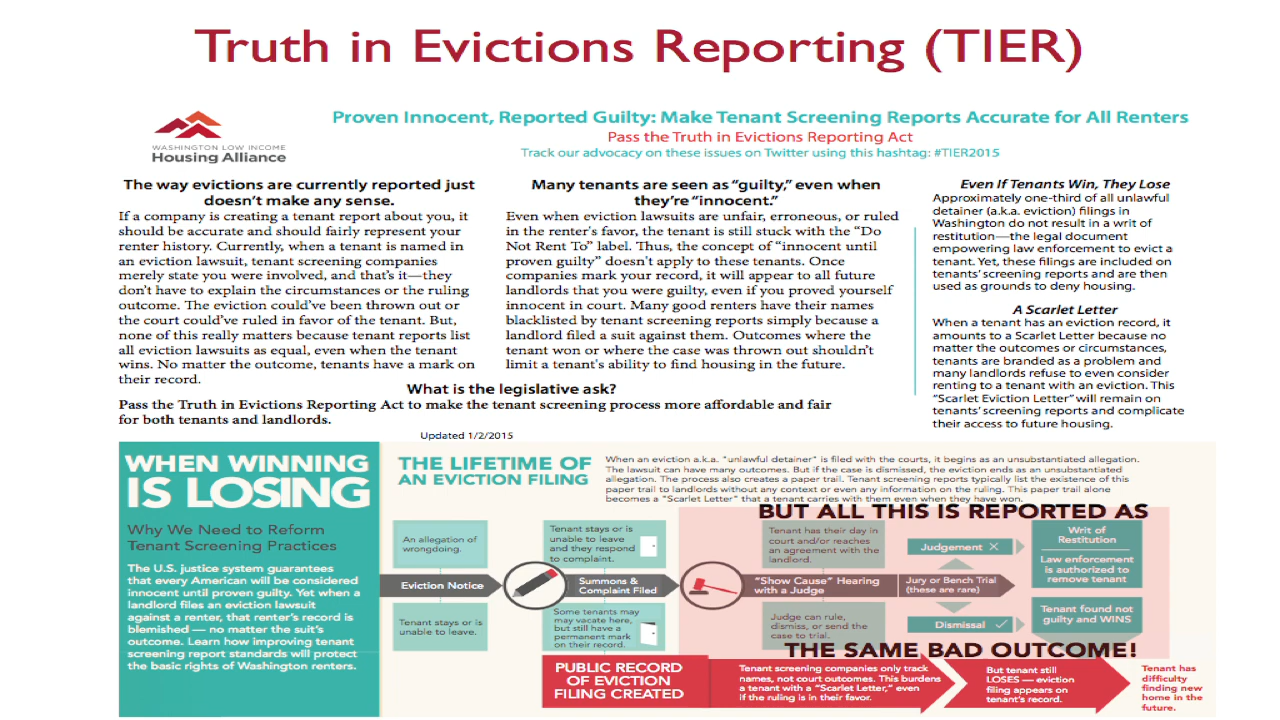 Truth in Evictions Reporting (TIER)
WASHINGTON LOW INCOME
Housing Alliance
Proven Innocent, Reported Guilty: Make Tenant Screening Reports Accurate for All Renters
Pass the Truth in Evictions Reporting Act
Track our advocacy on these issues on Twitter using this hashtag: #TIER2015
The way evictions are currently reported just
doesn't make any sense.
If a company is creating a tenant report about you, it
should be accurate and should fairly represent your
renter history. Currently, when a tenant is named in
an eviction lawsuit, tenant screening companies
merely state you were involved, and that's it—they
don't have to explain the circumstances or the ruling
outcome. The eviction could've been thrown out or
the court could've ruled in favor of the tenant. But,
none of this really matters because tenant reports list
all eviction lawsuits as equal, even when the tenant
wins. No matter the outcome, tenants have a mark on
their record.
Many tenants are seen as "guilty," even when
they're "innocent."
Even when eviction lawsuits are unfair, erroneous, or ruled
in the renter's favor, the tenant is still stuck with the "Do
Not Rent To" label. Thus, the concept of "innocent until
proven guilty" doesn't apply to these tenants. Once
companies mark your record, it will appear to all future
landlords that you were guilty, even if you proved yourself
innocent in court. Many good renters have their names
blacklisted by tenant screening reports simply because a
landlord filed a suit against them. Outcomes where the
tenant won or where the case was thrown out shouldn't
limit a tenant's ability to find housing in the future.
Even If Tenants Win, They Lose
Approximately one-third of all unlawful
detainer (a.k.a. eviction) filings in
Washington do not result in a writ of
restitution—the legal document
empowering law enforcement to evict a
tenant. Yet, these filings are included on
tenants' screening reports and are then
used as grounds to deny housing.
A Scarlet Letter
When a tenant has an eviction record, it
amounts to a Scarlet Letter because no
matter the outcomes or circumstances,
tenants are branded as a problem and
many landlords refuse to even consider
renting to a tenant with an eviction. This
"Scarlet Eviction Letter" will remain on
tenants' screening reports and complicate
their access to future housing.
What is the legislative ask?
Pass the Truth in Evictions Reporting Act to make the tenant screening process more affordable and fair
for both tenants and landlords.
Updated 1/2/2015
WHEN WINNING
IS LOSING
Why We Need to Reform
Tenant Screening Practices
The U.S. justice system guarantees
that every American will be considered
innocent until proven guilty. Yet when a
landlord files an eviction lawsuit
against a renter, that renter's record is
blemished — no matter the suit's
outcome. Learn how improving tenant
screening report standards will protect
the basic rights of Washington renters.
THE LIFETIME OF
AN EVICTION FILING
When an eviction a.k.a. "unlawful detainer" is filed with the courts, it begins as an unsubstantiated allegation.
The lawsuit can have many outcomes. But if the case is dismissed, the eviction ends as an unsubstantiated
allegation. The process also creates a paper trail. Tenant screening reports typically list the existence of this
paper trail to landlords without any context or even any information on the ruling. This paper trail alone
becomes a "Scarlet Letter" that a tenant carries with them even when they have won.
BUT ALL THIS IS REPORTED AS
An allegation of
wrongdoing.
Eviction Notice
Tenant stays or is
unable to leave.
Tenant stays or is
unable to leave
and they respond
to complaint.
Summons &
Complaint Filed
Some tenants may
may vacate here,
but still have a
permanent mark
on their record.
Tenant has their day in
court and/or reaches
an agreement with the
landlord.
"Show Cause" Hearing
with a Judge
Judge can rule,
dismiss, or send the
case to trial.
Judgement
Jury or Bench Trial
(these are rare)
Dismissal
Writ of
Restitution
Law enforcement
is authorized to
remove tenant
Tenant found not
guilty and WINS
THE SAME BAD OUTCOME!
PUBLIC RECORD
OF EVICTION
FILING CREATED
Tenant screening companies only track
names, not court outcomes. This burdens
a tenant with a "Scarlet Letter," even
if the ruling is in their favor.
But tenant still
LOSES — eviction
filing appears on
tenant's record.
Tenant has
difficulty
finding new
home in the
future.